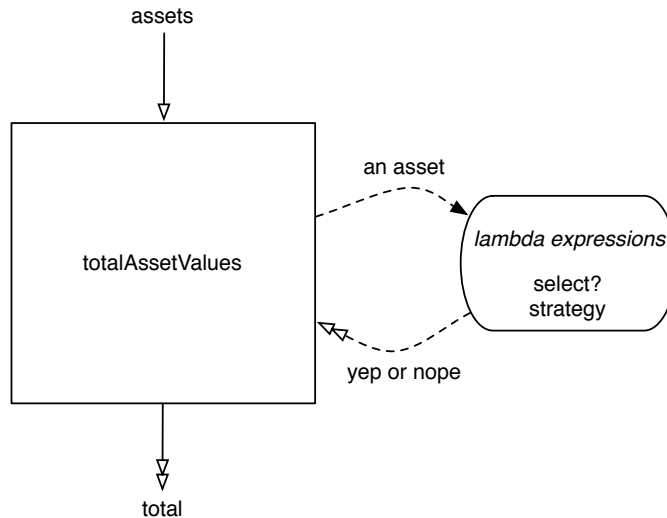 assets
an asset
totalAssetValues
lambda expressions
select?
strategy
yep or nope
total